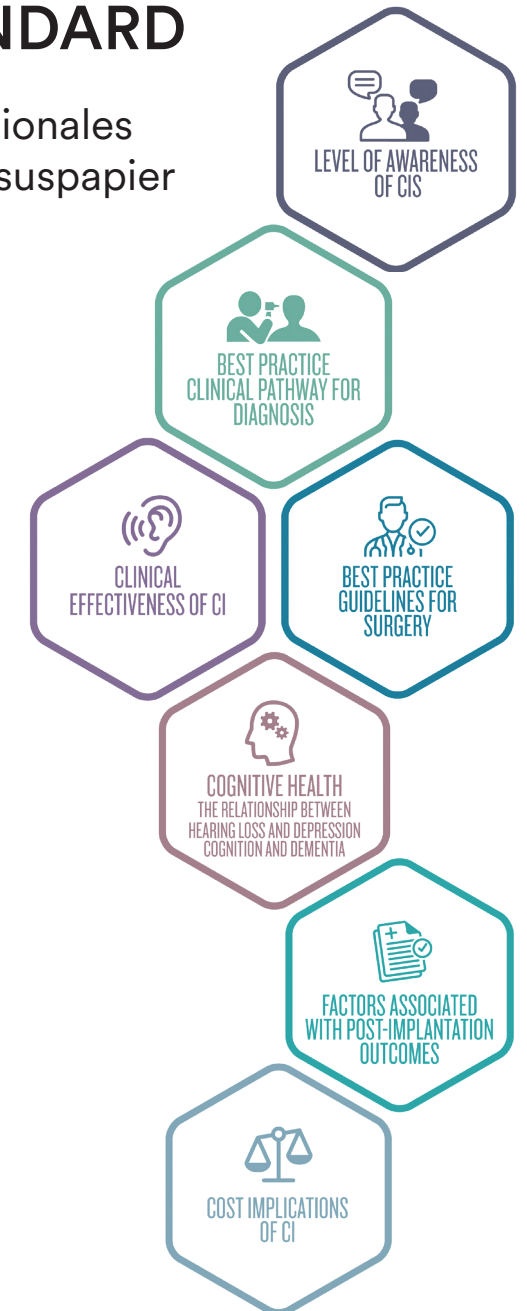 NDARD
ionales
suspapier
LEVEL OF AWARENESS
OF CIS
BEST PRACTICE
CLINICAL PATHWAY FOR
DIAGNOSIS
CLINICAL
EFFECTIVENESS OF CI
BEST PRACTICE
GUIDELINES FOR
SURGERY
COGNITIVE HEALTH
THE RELATIONSHIP BETWEEN
HEARING LOSS AND DEPRESSION
COGNITION AND DEMENTIA
FACTORS ASSOCIATED
WITH POST-IMPLANTATION
OUTCOMES
COST IMPLICATIONS
OF CI